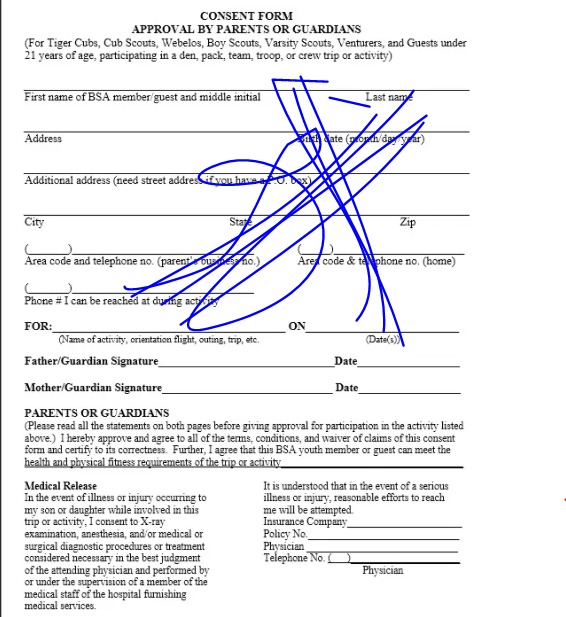 CONSENT FORM
APPROVAL BY PARENTS OR GUARDIANS
(For Tiger Cubs, Cub Scouts, Webelos, Boy Scouts, Varsity Scouts, Venturers, and Guests under
21 years of age, participating in a den, pack, team, troop, or crew trip or activity)
First name of BSA member/guest and middle initial Last name
Address Birth date (month/day/year)
Additional address (need street address if you have a P.O. box)
City State Zip
(____) (____)
Area code and telephone no. (parent's business no.) Area code & telephone no. (home)
(____)
Phone # I can be reached at during activity
FOR: ON
(Name of activity, orientation flight, outing, trip, etc. (Date(s))
Father/Guardian Signature Date
Mother/Guardian Signature Date
PARENTS OR GUARDIANS
(Please read all the statements on both pages before giving approval for participation in the activity listed
above.) I hereby approve and agree to all of the terms, conditions, and waiver of claims of this consent
form and certify to its correctness. Further, I agree that this BSA youth member or guest can meet the
health and physical fitness requirements of the trip or activity
Medical Release
In the event of illness or injury occurring to
my son or daughter while involved in this
trip or activity, I consent to X-ray
examination, anesthesia, and/or medical or
surgical diagnostic procedures or treatment
considered necessary in the best judgment
of the attending physician and performed by
or under the supervision of a member of the
medical staff of the hospital furnishing
medical services.
It is understood that in the event of a serious
illness or injury, reasonable efforts to reach
me will be attempted.
Insurance Company
Policy No.
Physician
Telephone No. (__)
Physician